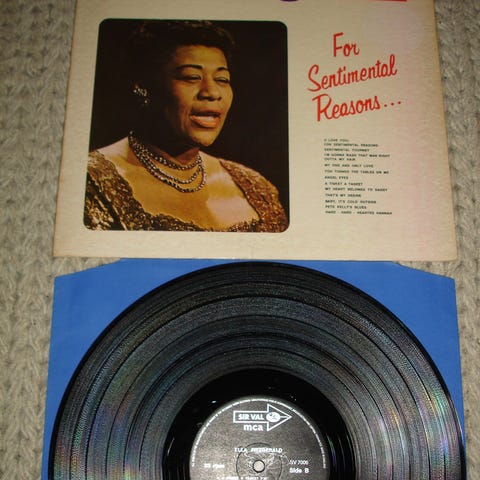 For
Sentimental
Reasons...
(I LOVE YOU)
FOR SENTIMENTAL REASONS
SENTIMENTAL JOURNEY
I'M GONNA WASH THAT MAN RIGHT
OUTTA MY HAIR
MY ONE AND ONLY LOVE
YOU TURNED THE TABLES ON ME
ANGEL EYES
A TISKET A TASKET
MY HEART BELONGS TO DADDY
THAT'S MY DESIRE
BABY, IT'S COLD OUTSIDE
PETE KELLY'S BLUES
HARD - HARD - HEARTED HANNAH
SIR VAL
mca
ELLA FITZGERALD
SV 7006
Side B